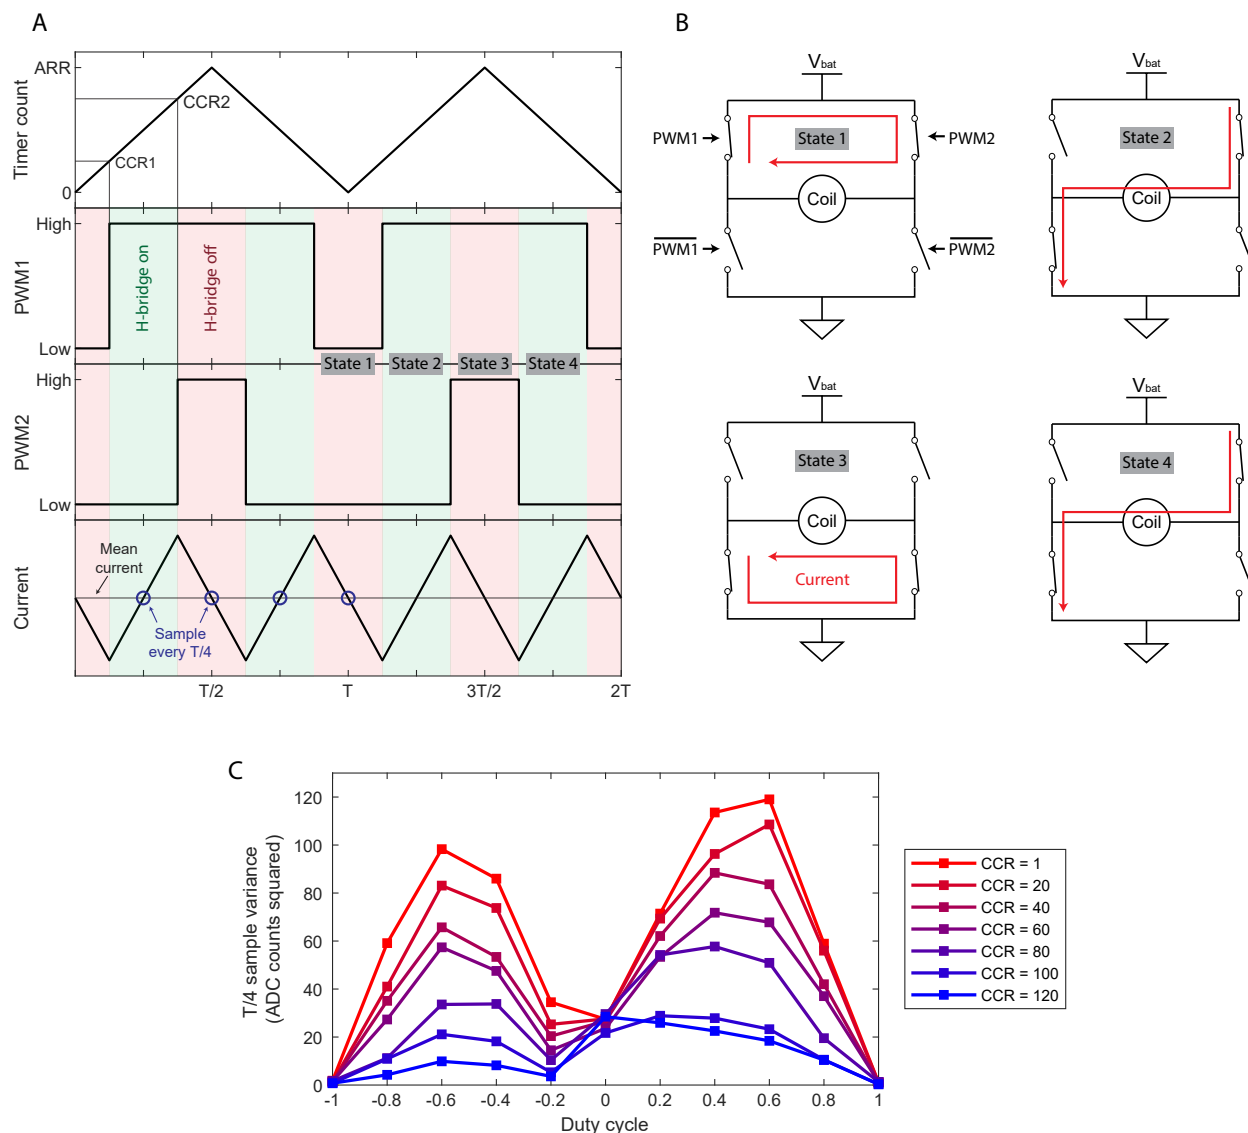 A
ARR
CCR2
CCR1
0
Timer count
High
Low
PWM1
H-bridge on
H-bridge off
State 1
State 2
State 3
State 4
High
Low
PWM2
Mean
current
Sample
every T/4
Current
T/2
T
3T/2
2T
B
Vbat
PWM1
State 1
PWM2
Coil
PWM1
PWM2
Vbat
State 2
Coil
Vbat
State 3
Coil
Current
Vbat
State 4
Coil
C
T/4 sample variance
(ADC counts squared)
120
100
80
60
40
20
0
-1
-0.8
-0.6
-0.4
-0.2
0
0.2
0.4
0.6
0.8
1
Duty cycle
CCR = 1
CCR = 20
CCR = 40
CCR = 60
CCR = 80
CCR = 100
CCR = 120